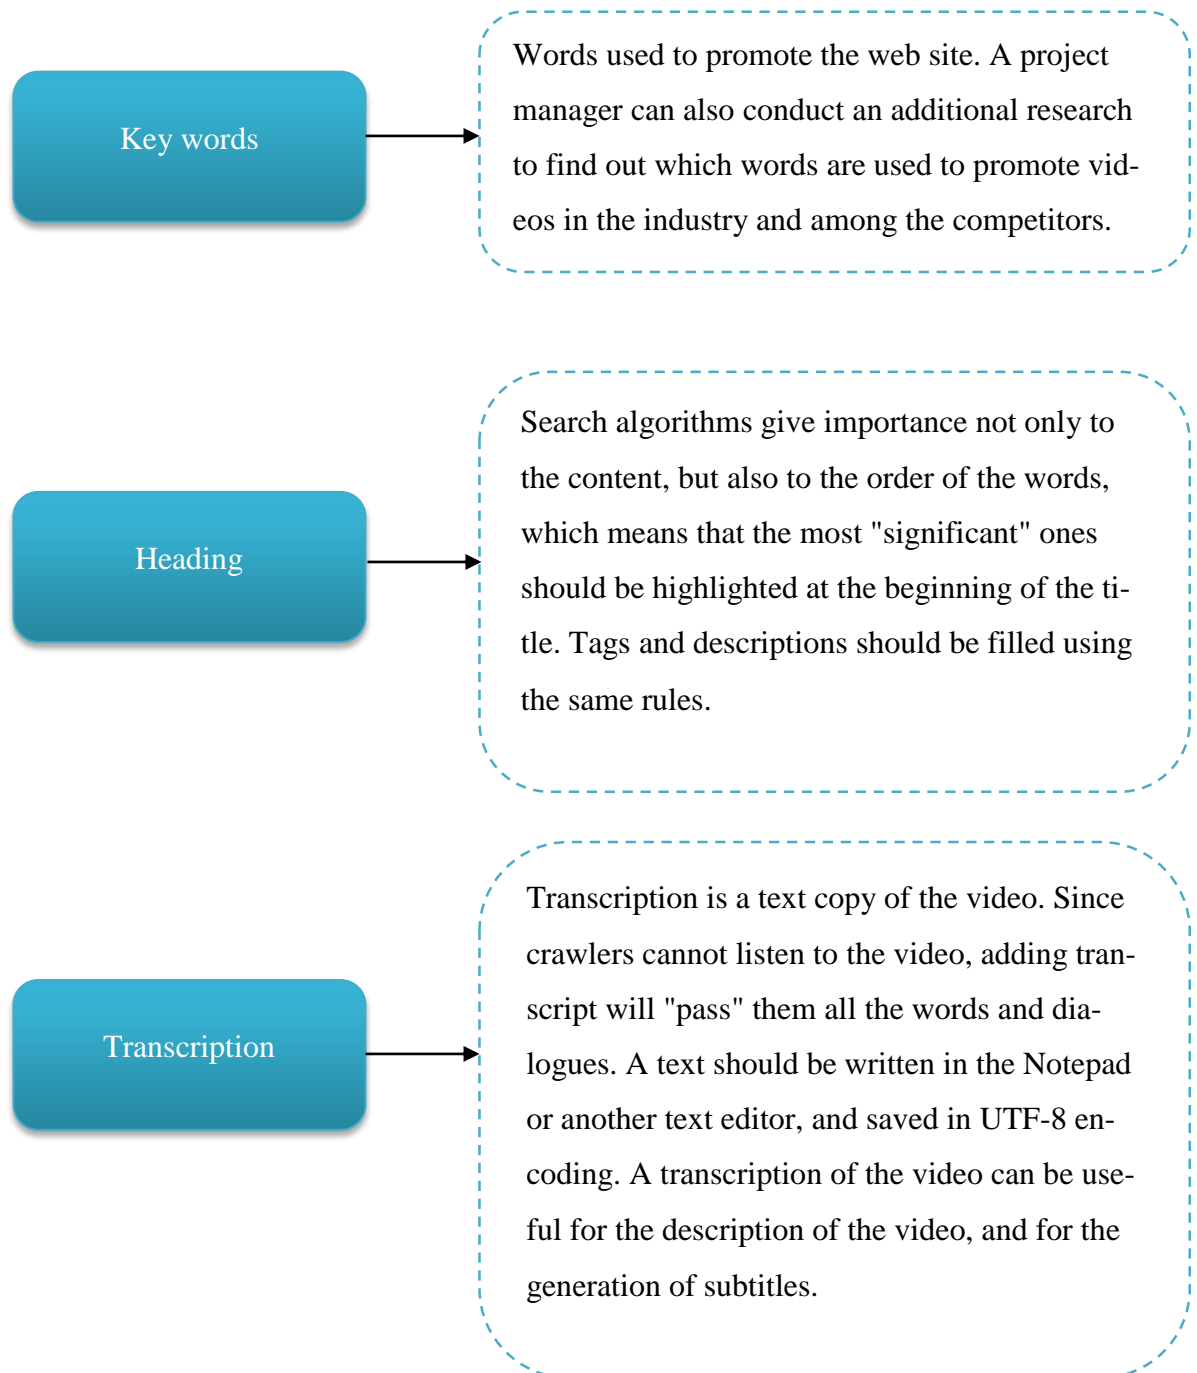 Key words
Words used to promote the web site. A project
manager can also conduct an additional research
to find out which words are used to promote vid-
eos in the industry and among the competitors.
Heading
Search algorithms give importance not only to
the content, but also to the order of the words,
which means that the most "significant" ones
should be highlighted at the beginning of the ti-
tle. Tags and descriptions should be filled using
the same rules.
Transcription
Transcription is a text copy of the video. Since
crawlers cannot listen to the video, adding tran-
script will "pass" them all the words and dia-
logues. A text should be written in the Notepad
or another text editor, and saved in UTF-8 en-
coding. A transcription of the video can be use-
ful for the description of the video, and for the
generation of subtitles.